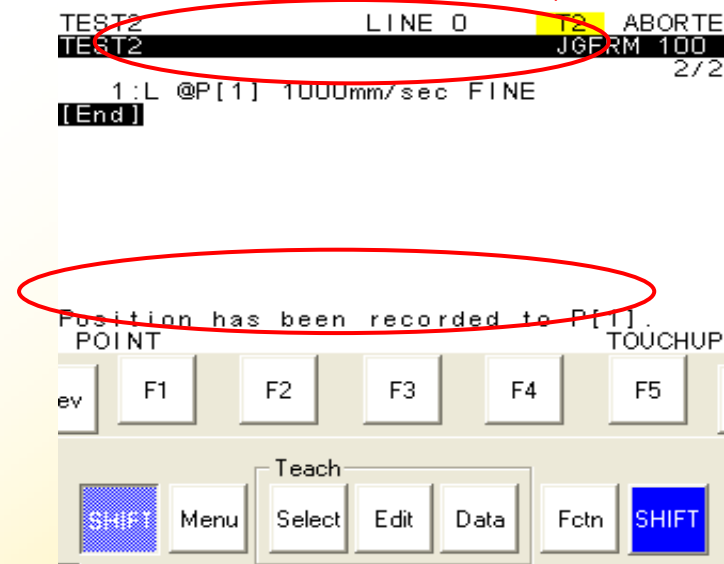 TEST2 LINE 0 T2 ABORTE
TEST2 JGFRM 100
2/2
1:L @P[1] 1000mm/sec FINE
[End]
Position has been recorded to P[1].
POINT TOUCHUP
ev F1 F2 F3 F4 F5
Teach
SHIFT Menu Select Edit Data Fctn SHIFT